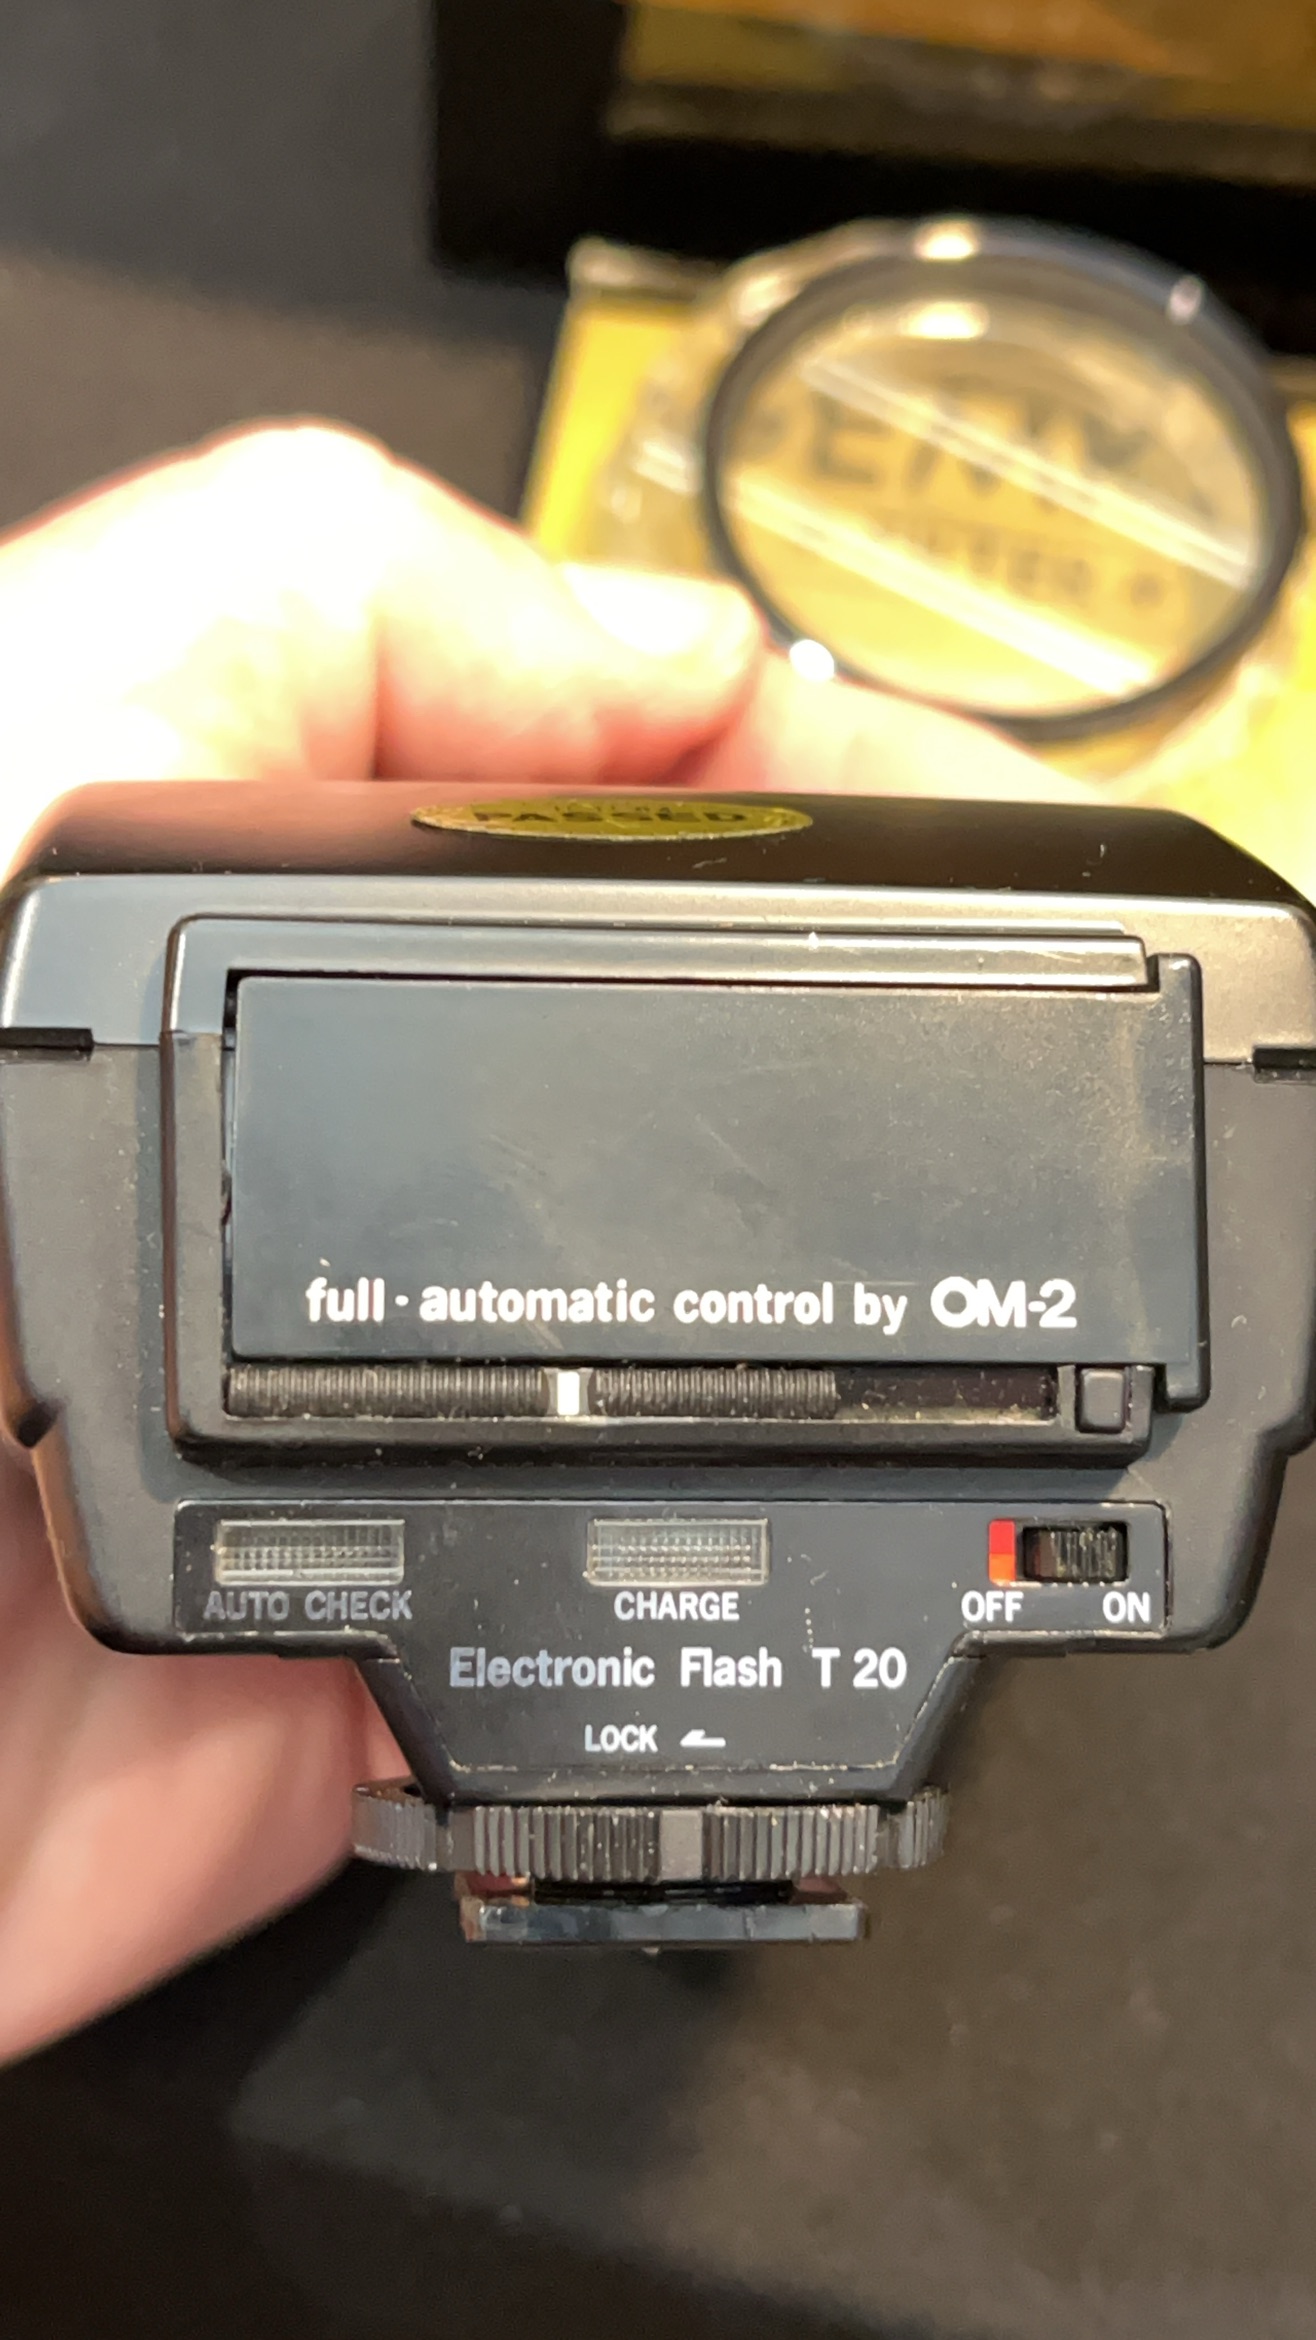 PASSED
full·automatic control by OM-2
AUTO CHECK
CHARGE
OFF
ON
Electronic Flash T 20
LOCK